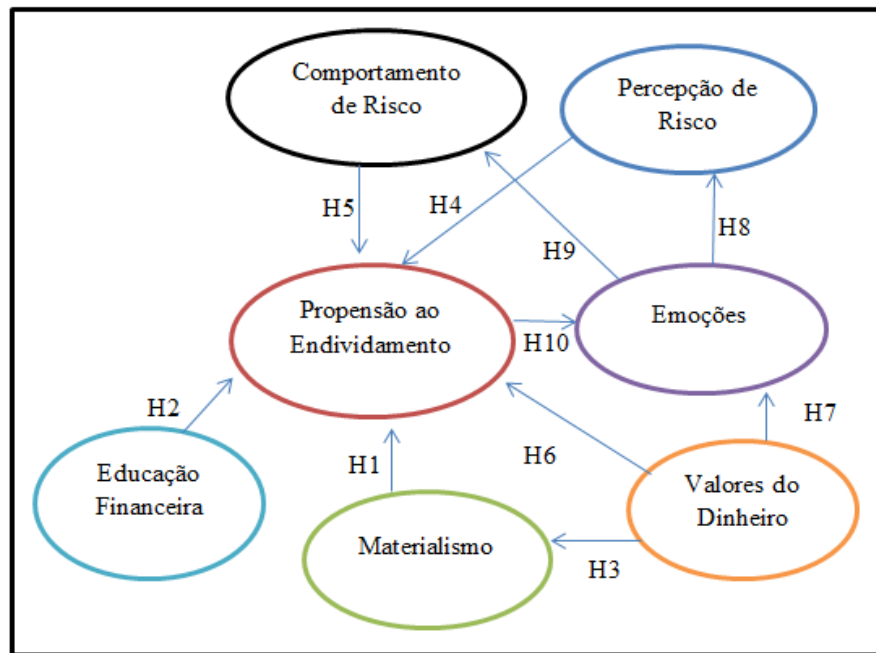 Comportamento
de Risco
Percepção de
Risco
H5
H4
H9
H8
Propensão ao
Endividamento
Emoções
H10
H2
H7
H1
H6
Educação
Financeira
Valores do
Dinheiro
Materialismo
H3